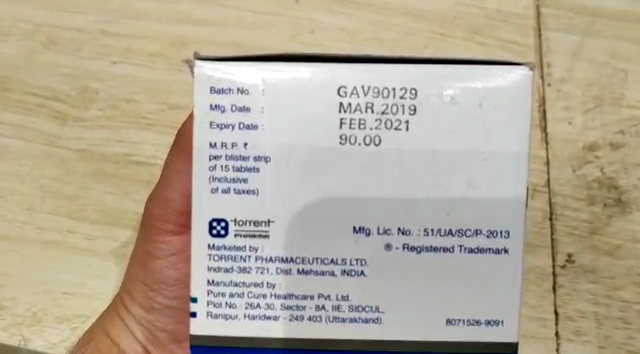 Batch No. : GAV90129
Mfg. Date : MAR.2019
Expiry Date : FEB.2021
M.R.P. ₹ 90.00
per blister strip
of 15 tablets
(Inclusive
of all taxes)
torrent
PHARMA
Mfg. Lic. No. : 51/UA/SC/P-2013
® - Registered Trademark
Marketed by :
TORRENT PHARMACEUTICALS LTD.
Indrad-382 721, Dist. Mehsana, INDIA.
Manufactured by :
Pure and Cure Healthcare Pvt. Ltd.
Plot No.: 26A-30, Sector - 8A, IIE, SIDCUL,
Ranipur, Haridwar - 249 403 (Uttarakhand).
8071526-9091